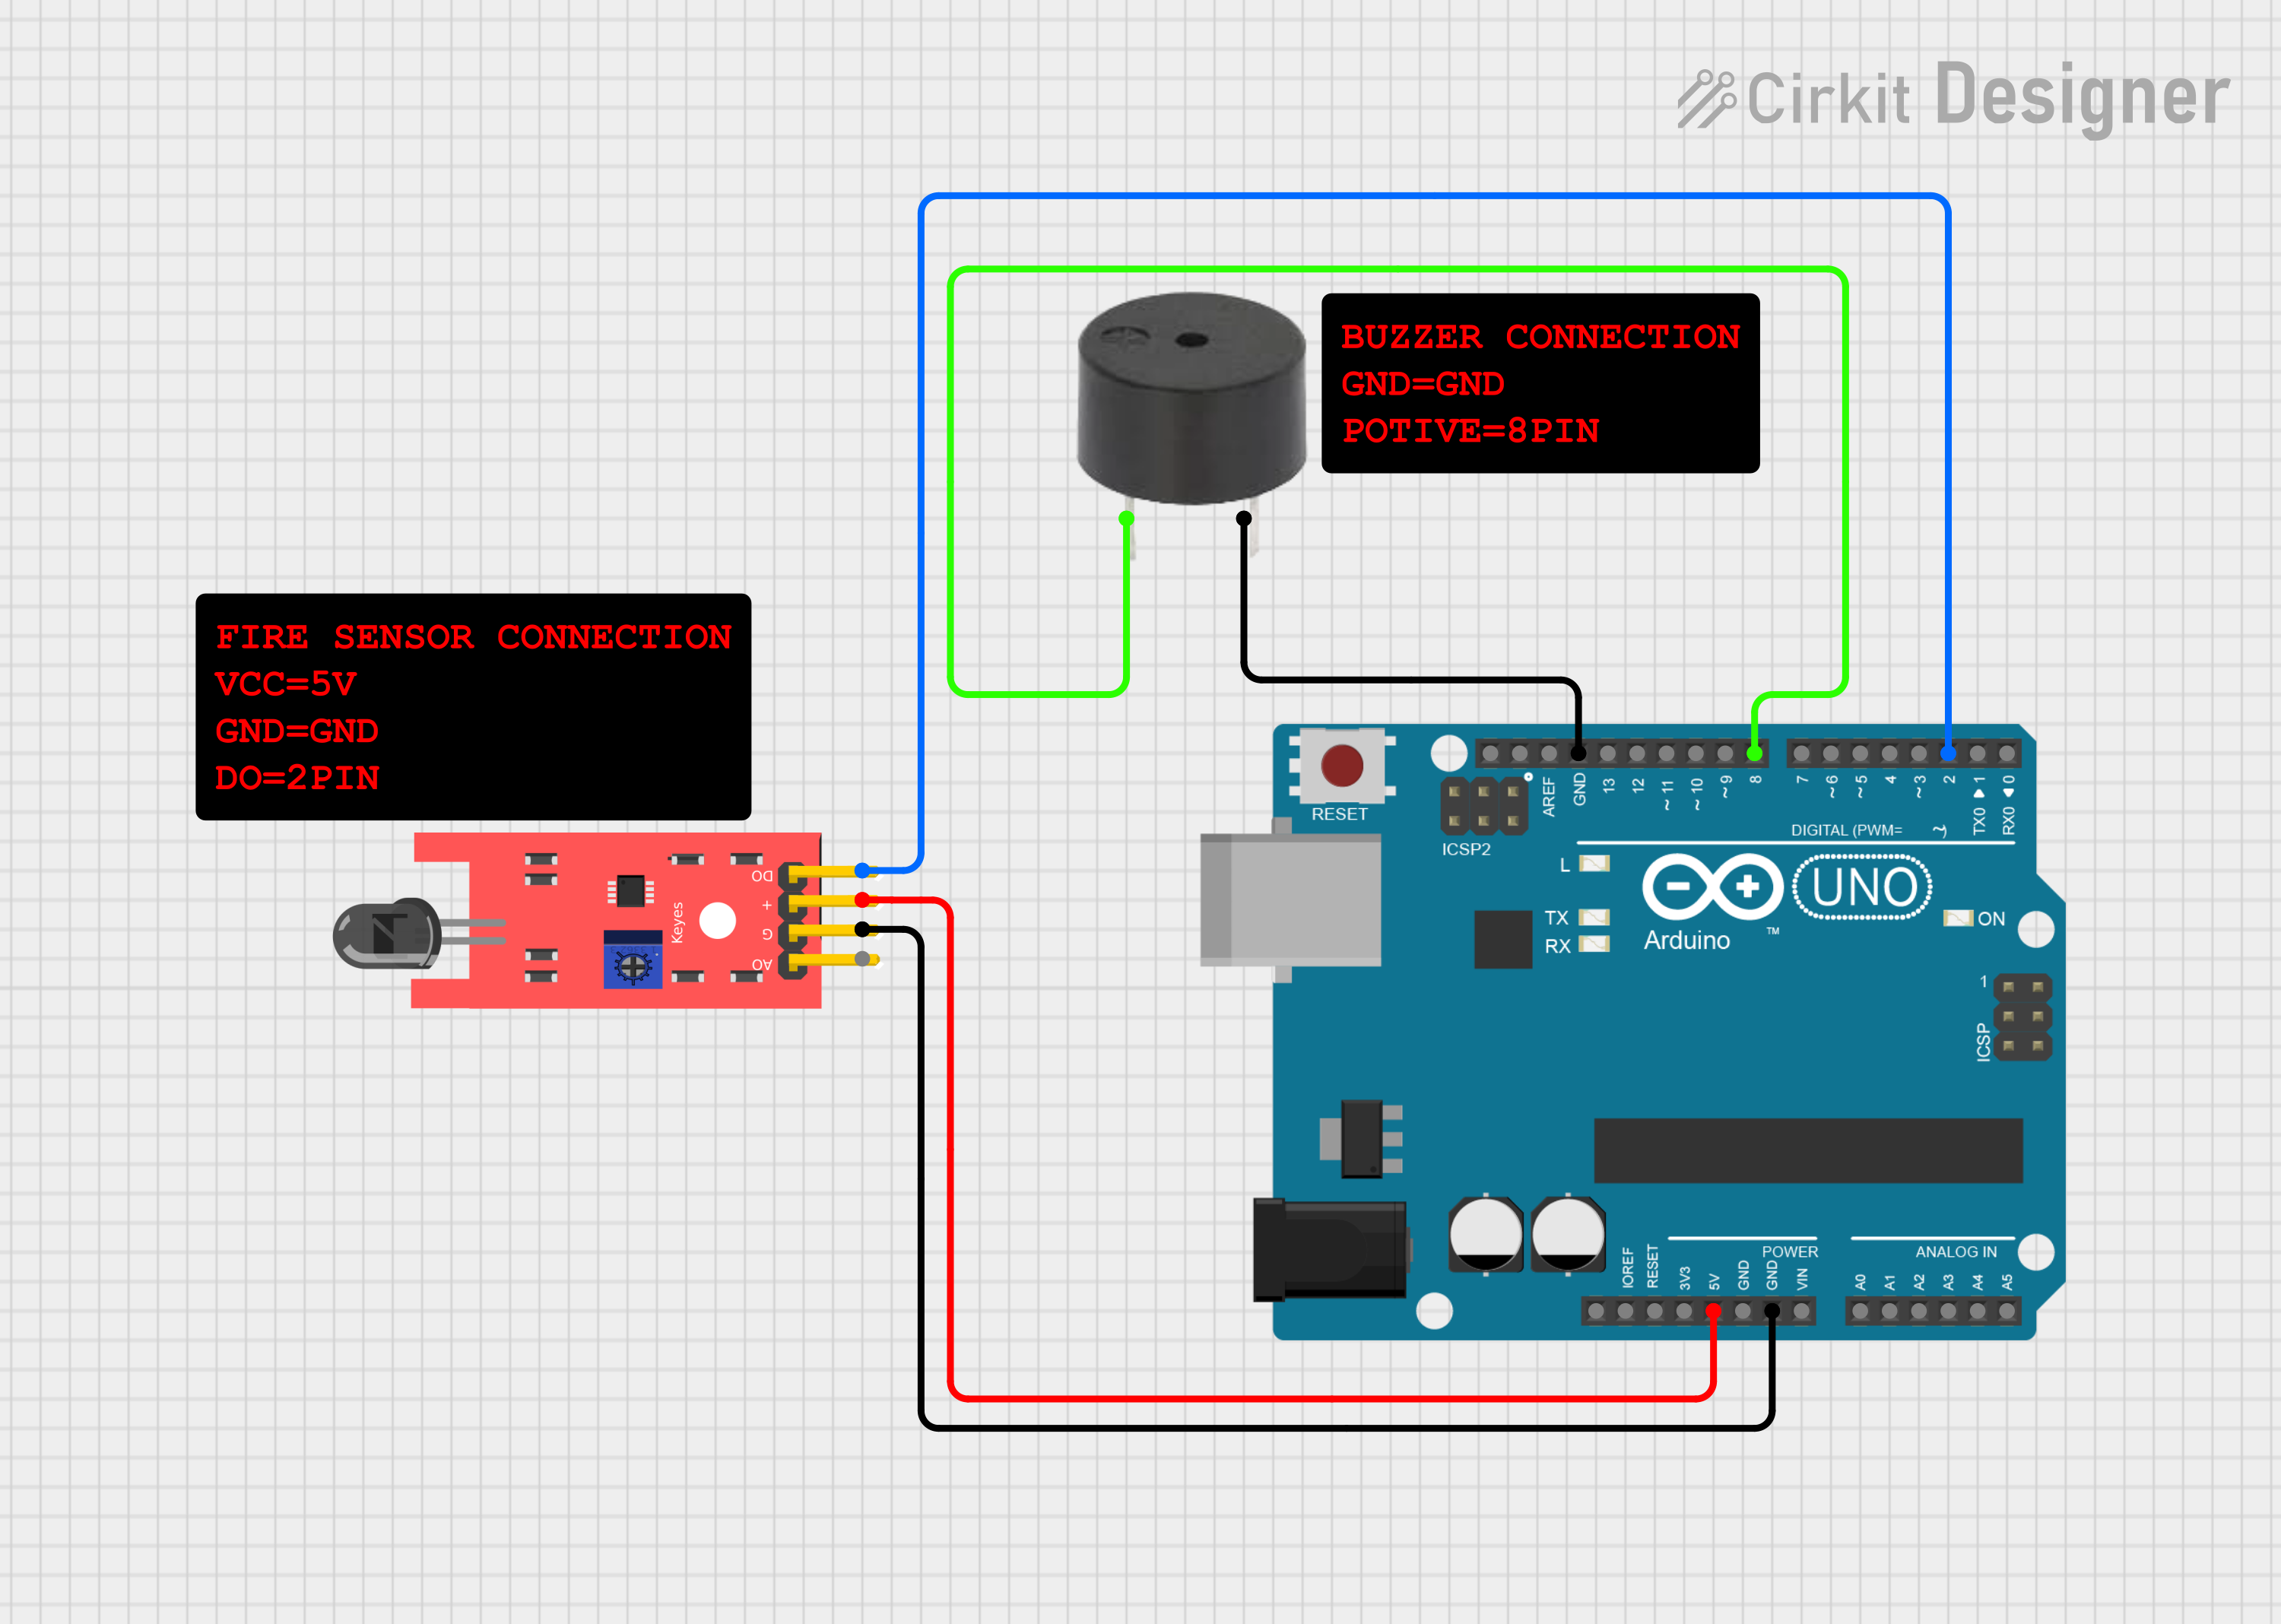 Cirkit Designer
BUZZER CONNECTION
GND=GND
POTIVE=8PIN
FIRE SENSOR CONNECTION
VCC=5V
GND=GND
DO=2PIN
DO
+
G
AO
Keyes
RESET
ICSP2
AREF
GND
13
12
~11
~10
~9
8
7
~6
~5
4
~3
2
TX0 ▶ 1
RX0 ◀ 0
DIGITAL (PWM= ~)
L
TX
RX
UNO
Arduino
™
ON
1
ICSP
IOREF
RESET
3V3
5V
GND
GND
VIN
POWER
ANALOG IN
A0
A1
A2
A3
A4
A5